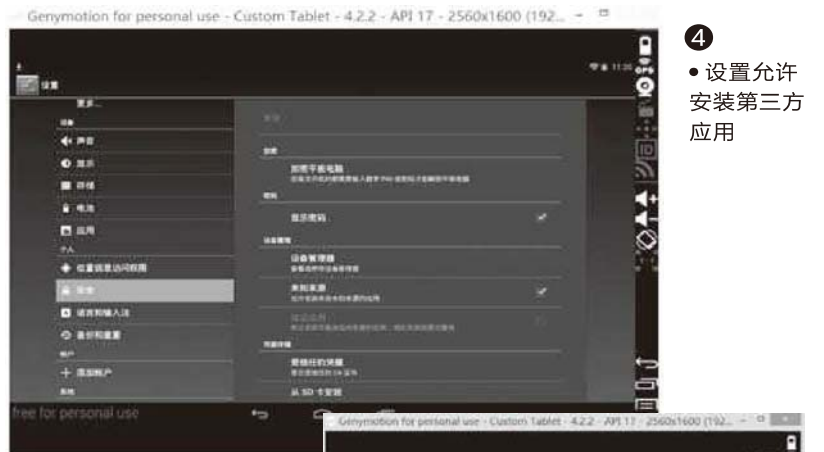 Genymotion for personal use - Custom Tablet - 4.2.2 - API 17 - 2560x1600 (192...
❹
• 设置允许
安装第三方
应用
11:20
GPS
设置
更多...
设备
声音
显示
ID
加密
加密平板电脑
存储
密码
电池
显示密码
应用
设备管理
个人
设备管理器
位置信息访问权限
安全
未知来源
语言和输入法
备份和重置
凭据存储
帐户
受信任的凭据
添加帐户
系统
从 SD 卡安装
free for personal use
Genymotion for personal use - Custom Tablet - 4.2.2 - API 17 - 2560x1600 (192...